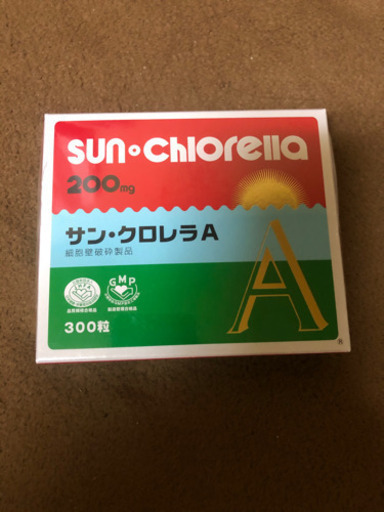 sun·chlorella
200mg
サン・クロレラA
細胞壁破砕製品
GMP
300粒
A
®